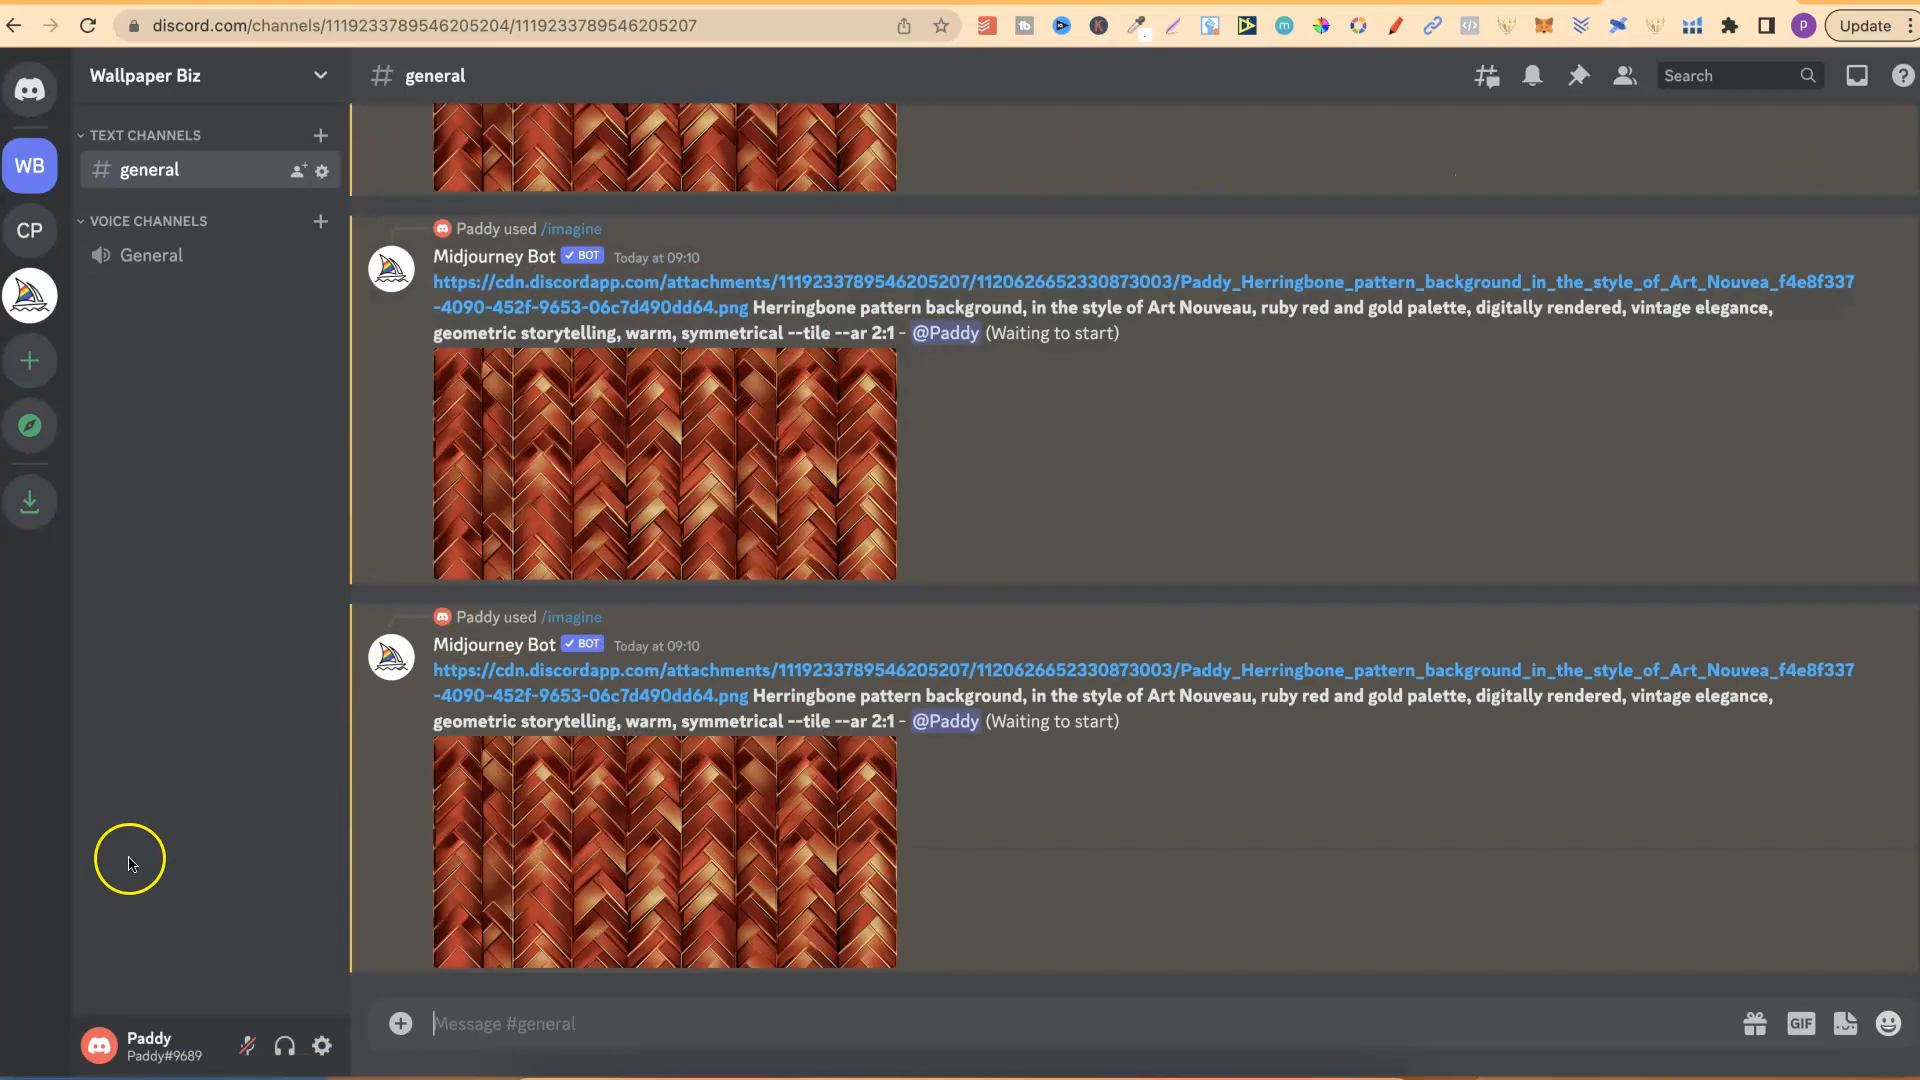 discord.com/channels/1119233789546205204/1119233789546205207
Update
Wallpaper Biz
general
Search
TEXT CHANNELS
WB
general
CP
VOICE CHANNELS
General
Paddy used /imagine
Midjourney Bot ✓ BOT Today at 09:10
https://cdn.discordapp.com/attachments/1119233789546205207/1120626652330873003/Paddy_Herringbone_pattern_background_in_the_style_of_Art_Nouvea_f4e8f337
-4090-452f-9653-06c7d490dd64.png Herringbone pattern background, in the style of Art Nouveau, ruby red and gold palette, digitally rendered, vintage elegance,
geometric storytelling, warm, symmetrical --tile --ar 2:1 - @Paddy (Waiting to start)
Paddy used /imagine
Midjourney Bot ✓ BOT Today at 09:10
https://cdn.discordapp.com/attachments/1119233789546205207/1120626652330873003/Paddy_Herringbone_pattern_background_in_the_style_of_Art_Nouvea_f4e8f337
-4090-452f-9653-06c7d490dd64.png Herringbone pattern background, in the style of Art Nouveau, ruby red and gold palette, digitally rendered, vintage elegance,
geometric storytelling, warm, symmetrical --tile --ar 2:1 - @Paddy (Waiting to start)
Message #general
GIF
Paddy
Paddy#9689